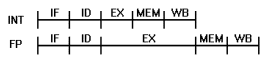 INT IF ID EX MEM WB
FP IF ID EX MEM WB